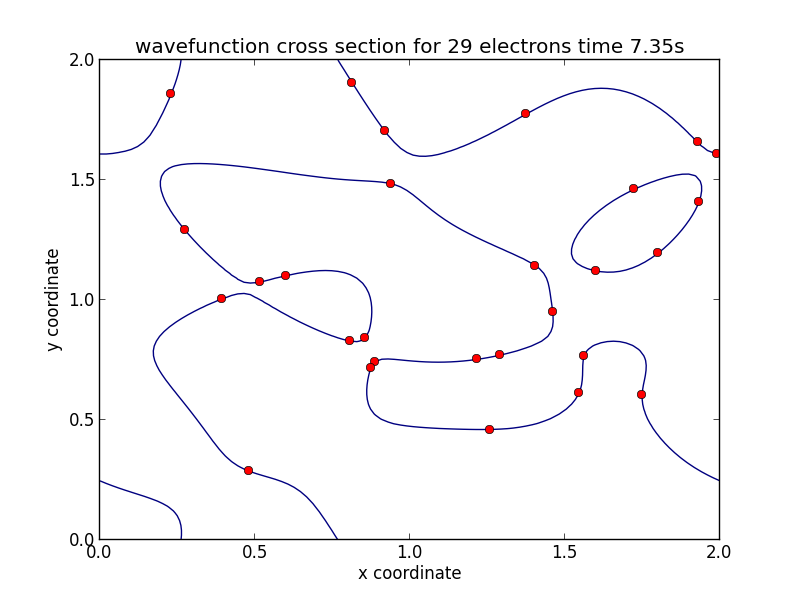 wavefunction cross section for 29 electrons time 7.35s
2.0
1.5
1.0
0.5
0.0
y coordinate
0.0 0.5 1.0 1.5 2.0
x coordinate